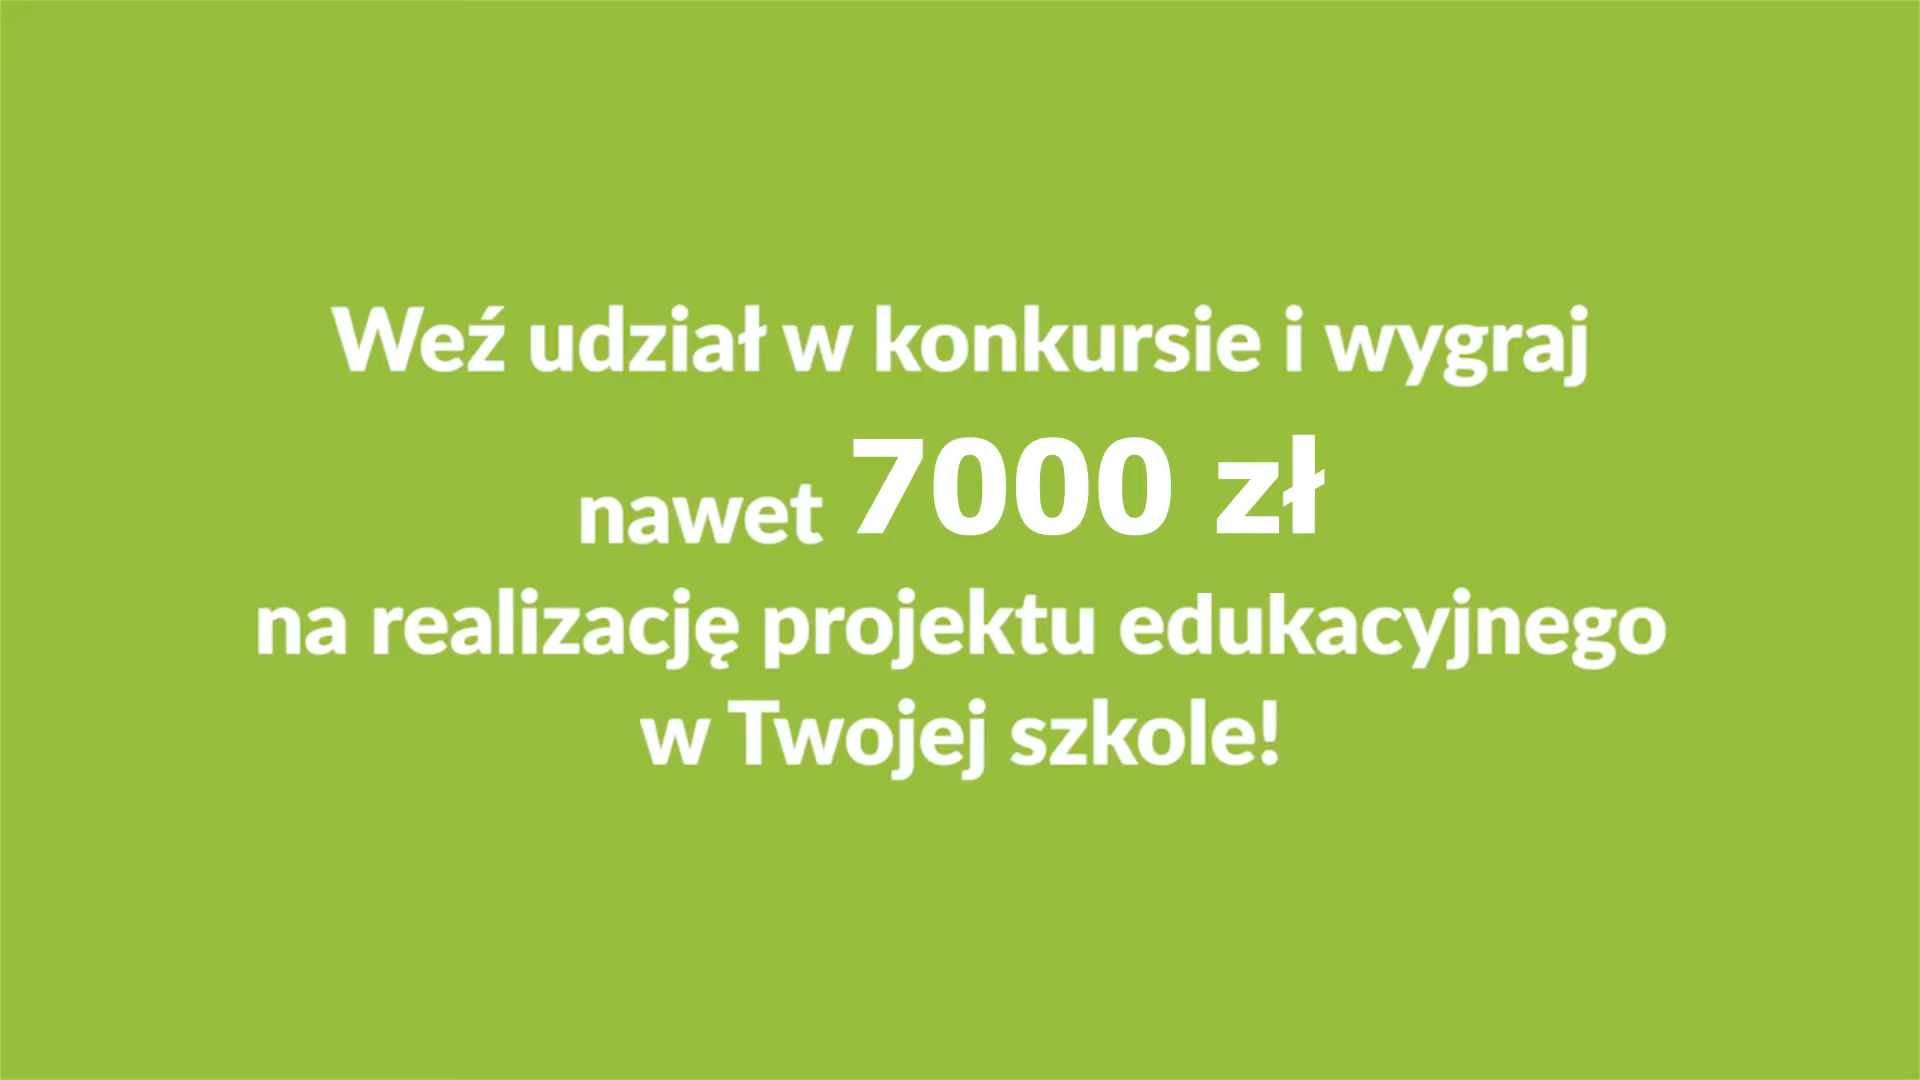 Weź udział w konkursie i wygraj
nawet 7000 zł
na realizację projektu edukacyjnego
w Twojej szkole!